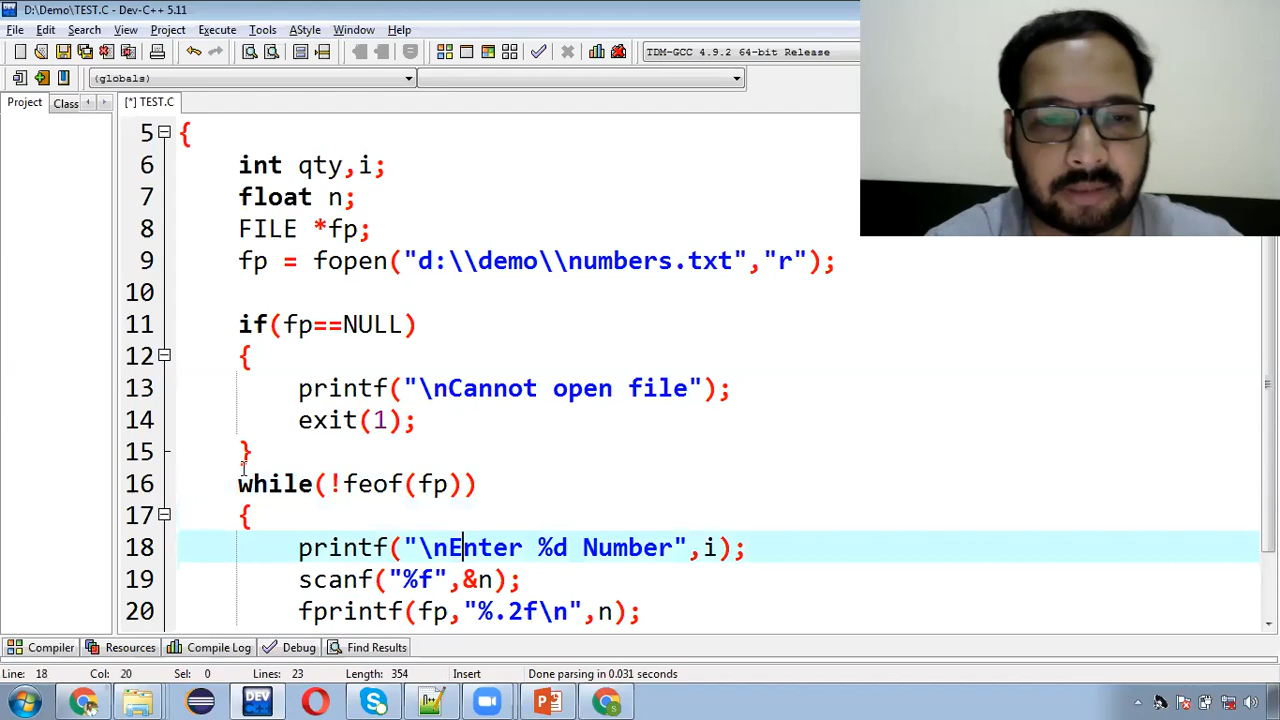 D:\Demo\TEST.C - Dev-C++ 5.11
File Edit Search View Project Execute Tools AStyle Window Help
TDM-GCC 4.9.2 64-bit Release
(globals)
Project Class [*] TEST.C
5 {
6 int qty,i;
7 float n;
8 FILE *fp;
9 fp = fopen("d:\\demo\\numbers.txt","r");
10
11 if(fp==NULL)
12 {
13 printf("\nCannot open file");
14 exit(1);
15 }
16 while(!feof(fp))
17 {
18 printf("\nEnter %d Number",i);
19 scanf("%f",&n);
20 fprintf(fp,"%.2f\n",n);
Compiler Resources Compile Log Debug Find Results
Line: 18 Col: 20 Sel: 0 Lines: 23 Length: 354 Insert Done parsing in 0.031 seconds
DEV